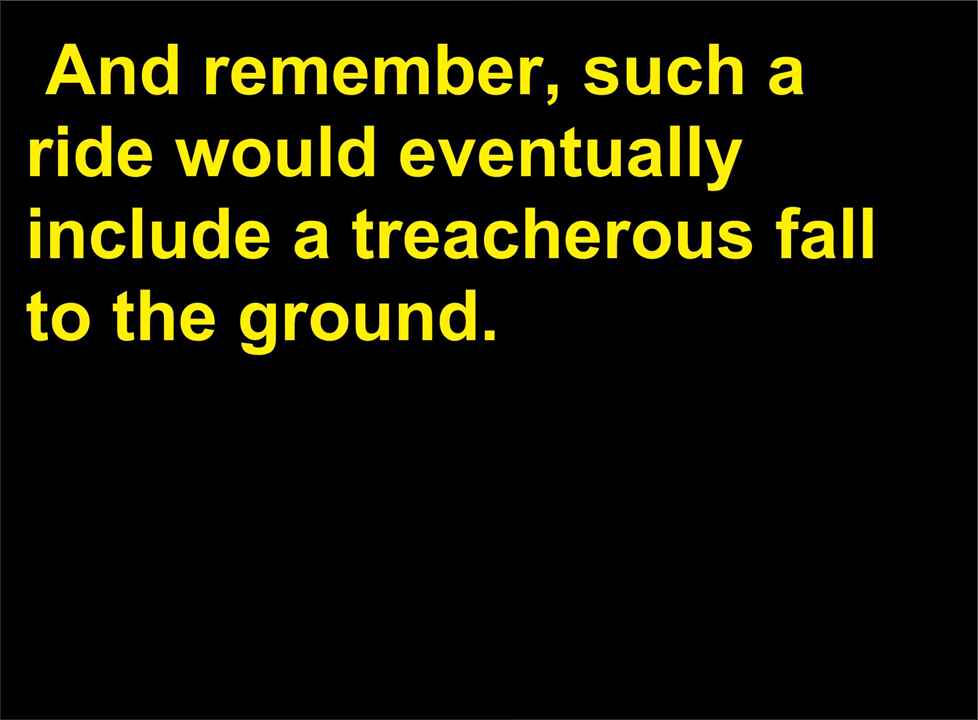 And remember, such a
ride would eventually
include a treacherous fall
to the ground.